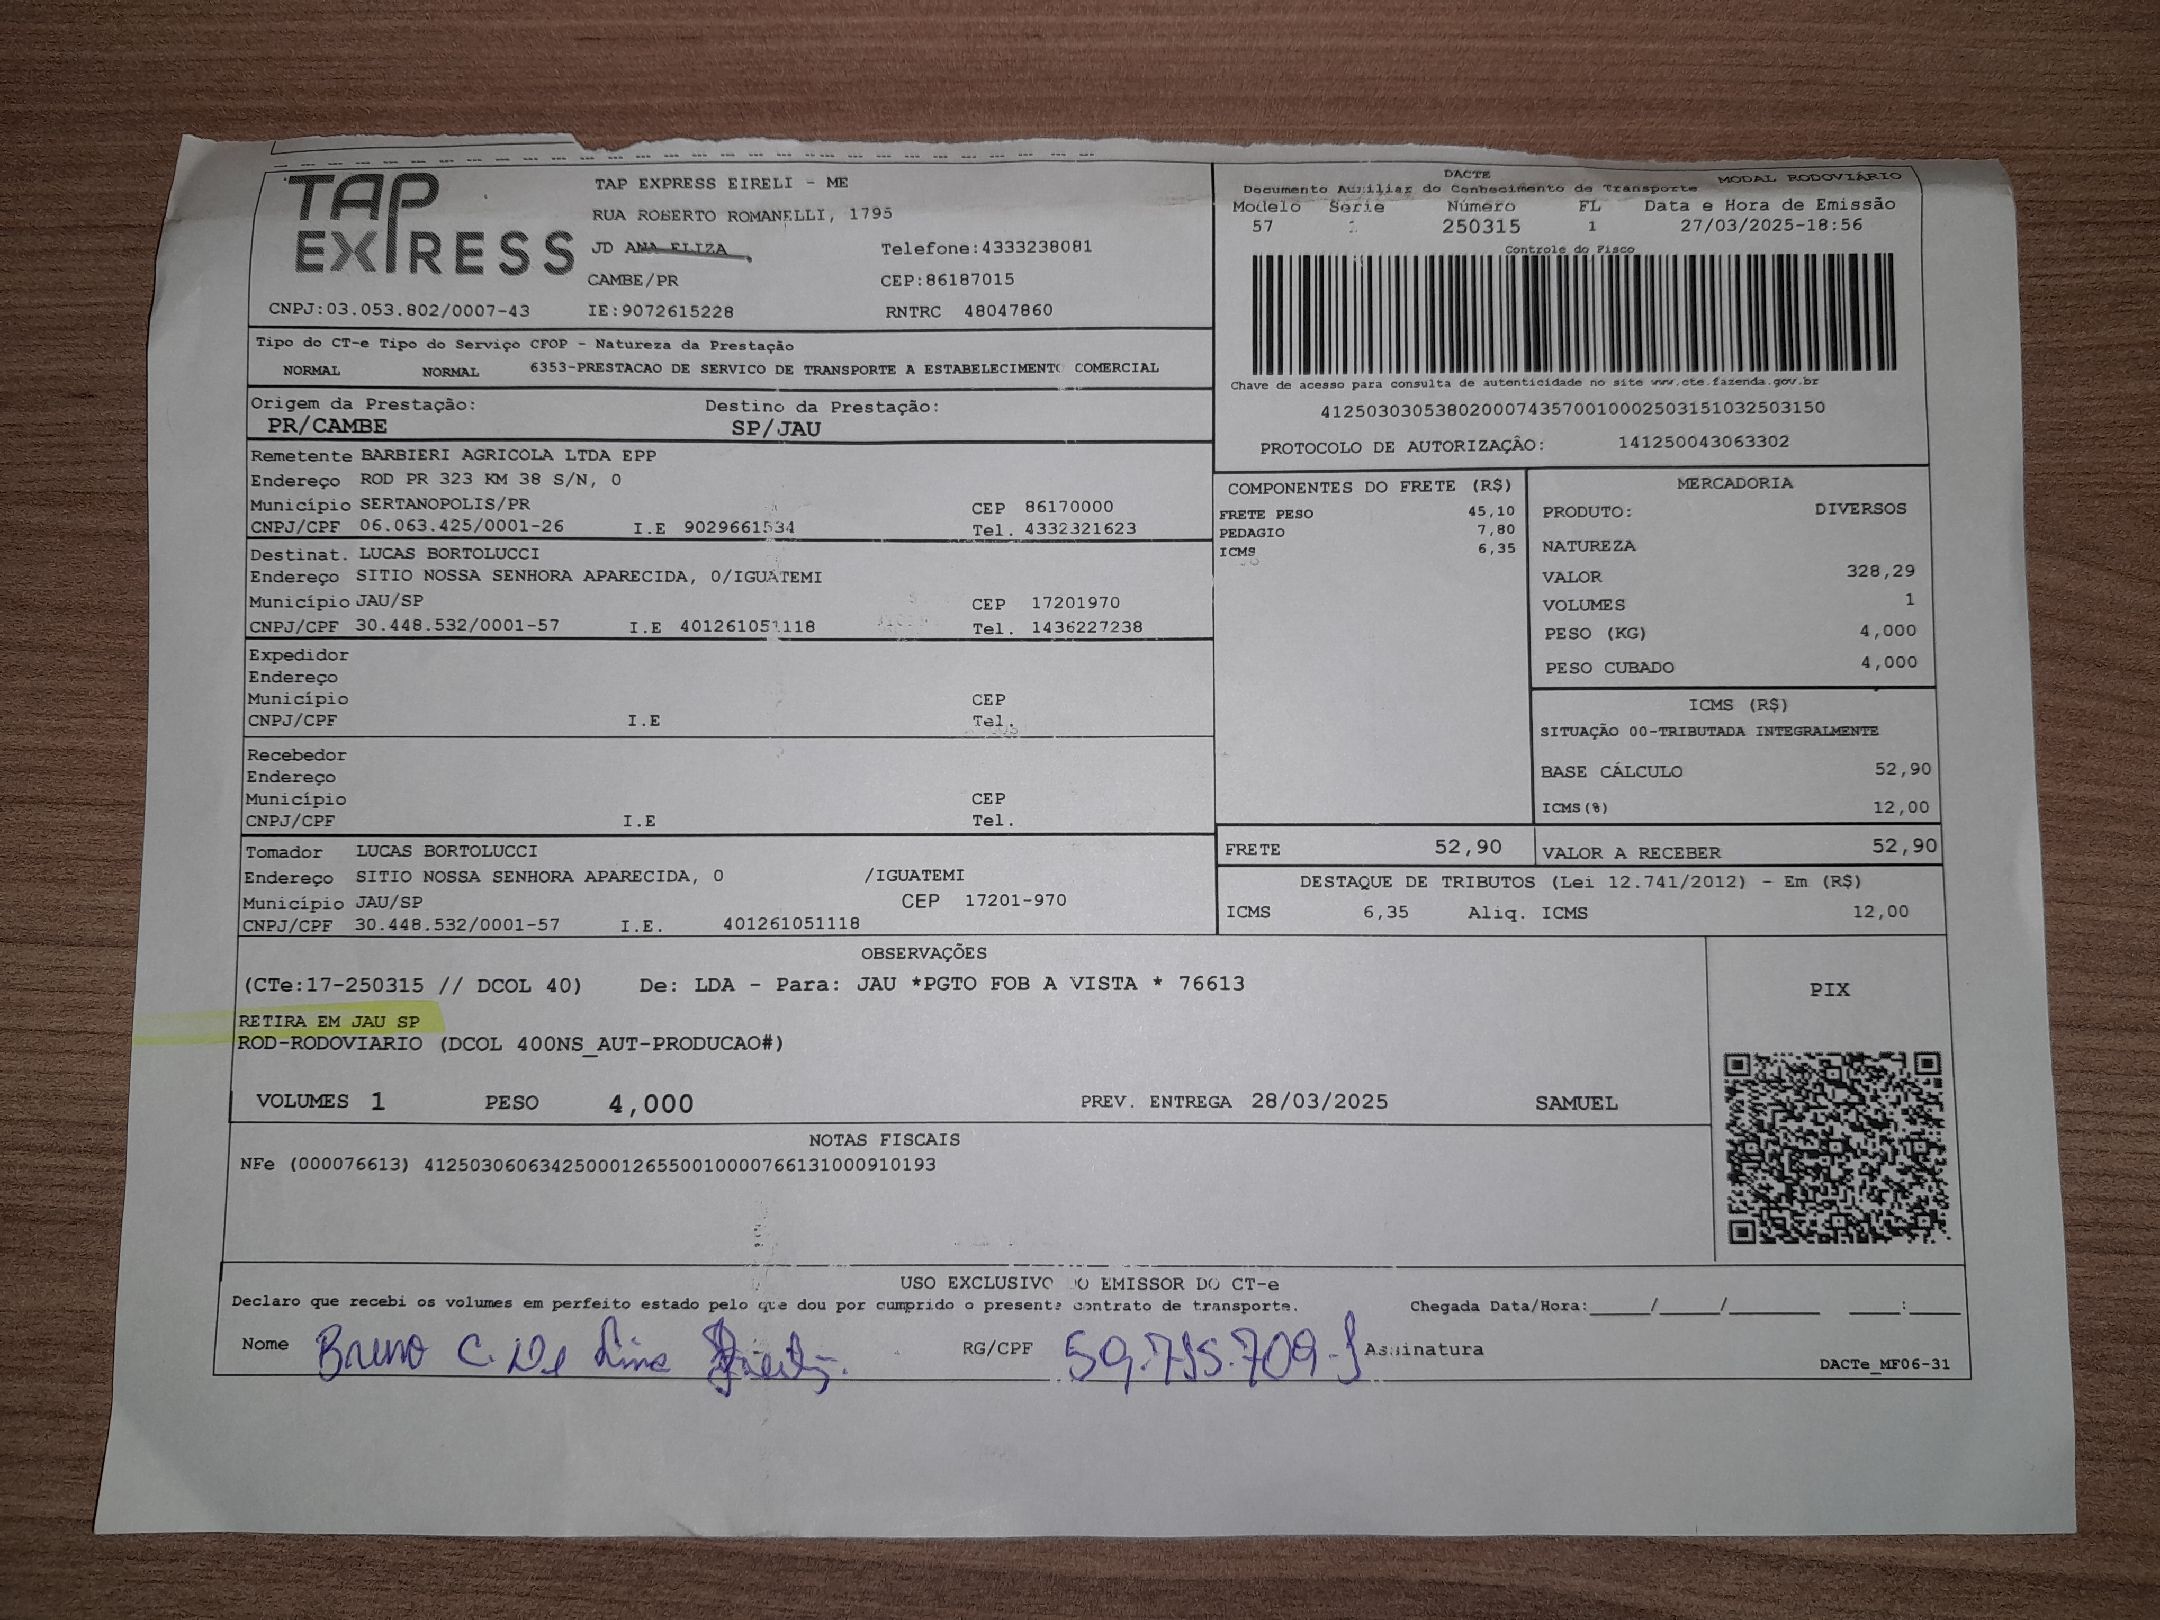 TAP EXPRESS
TAP EXPRESS EIRELI - ME
RUA ROBERTO ROMANELLI, 1795
JD ANA ELIZA Telefone:4333238081
CAMBE/PR CEP:86187015
CNPJ:03.053.802/0007-43 IE:9072615228 RNTRC 48047860
DACTE MODAL RODOVIÁRIO
Documento Auxiliar do Conhecimento de Transporte
Modelo Serie Número FL Data e Hora de Emissão
57 1 250315 1 27/03/2025-18:56
Controle do Fisco
Chave de acesso para consulta de autenticidade no site www.cte.fazenda.gov.br
41250303053802000743570010002503151032503150
PROTOCOLO DE AUTORIZAÇÃO: 141250043063302
Tipo do CT-e Tipo do Serviço CFOP - Natureza da Prestação
NORMAL NORMAL 6353-PRESTACAO DE SERVICO DE TRANSPORTE A ESTABELECIMENTO COMERCIAL
Origem da Prestação: Destino da Prestação:
PR/CAMBE SP/JAU
Remetente BARBIERI AGRICOLA LTDA EPP
Endereço ROD PR 323 KM 38 S/N, 0
Município SERTANOPOLIS/PR CEP 86170000
CNPJ/CPF 06.063.425/0001-26 I.E 9029661534 Tel. 4332321623
Destinat. LUCAS BORTOLUCCI
Endereço SITIO NOSSA SENHORA APARECIDA, 0/IGUATEMI
Município JAU/SP CEP 17201970
CNPJ/CPF 30.448.532/0001-57 I.E 401261051118 Tel. 1436227238
Expedidor
Endereço
Município CEP
CNPJ/CPF I.E Tel.
Recebedor
Endereço
Município CEP
CNPJ/CPF I.E Tel.
Tomador LUCAS BORTOLUCCI
Endereço SITIO NOSSA SENHORA APARECIDA, 0 /IGUATEMI
Município JAU/SP CEP 17201-970
CNPJ/CPF 30.448.532/0001-57 I.E. 401261051118
COMPONENTES DO FRETE (R$)
FRETE PESO 45,10
PEDAGIO 7,80
ICMS 6,35
MERCADORIA
PRODUTO: DIVERSOS
NATUREZA
VALOR 328,29
VOLUMES 1
PESO (KG) 4,000
PESO CUBADO 4,000
ICMS (R$)
SITUAÇÃO 00-TRIBUTADA INTEGRALMENTE
BASE CÁLCULO 52,90
ICMS(%) 12,00
FRETE 52,90 VALOR A RECEBER 52,90
DESTAQUE DE TRIBUTOS (Lei 12.741/2012) - Em (R$)
ICMS 6,35 Aliq. ICMS 12,00
OBSERVAÇÕES
(CTe:17-250315 // DCOL 40) De: LDA - Para: JAU *PGTO FOB A VISTA * 76613
RETIRA EM JAU SP
ROD-RODOVIARIO (DCOL 400NS_AUT-PRODUCAO#)
VOLUMES 1 PESO 4,000 PREV. ENTREGA 28/03/2025 SAMUEL
PIX
NOTAS FISCAIS
NFe (000076613) 41250306063425000126550010000766131000910193
USO EXCLUSIVO DO EMISSOR DO CT-e
Declaro que recebi os volumes em perfeito estado pelo que dou por cumprido o presente contrato de transporte. Chegada Data/Hora:_____/_____/________ ____:____
Nome Bruno C. De Lima RG/CPF Assinatura
DACTe_MF06-31